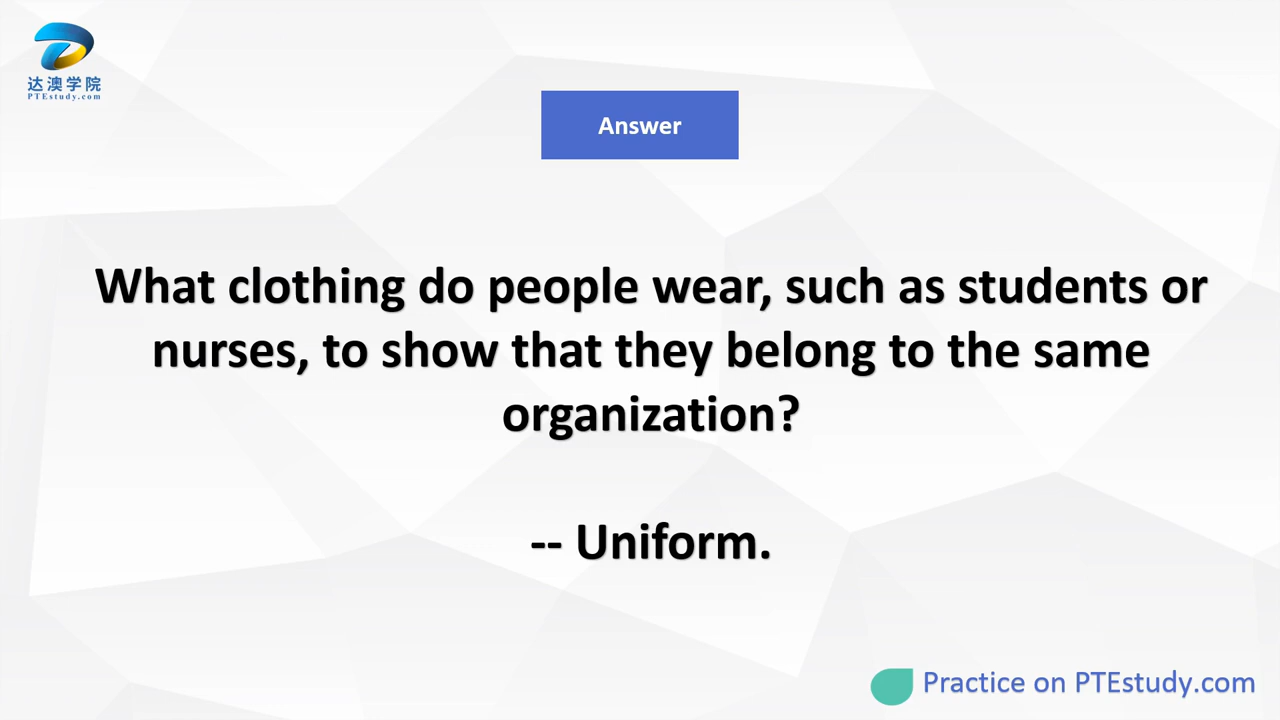 达澳学院
PTEstudy.com
Answer
What clothing do people wear, such as students or
nurses, to show that they belong to the same
organization?
-- Uniform.
Practice on PTEstudy.com